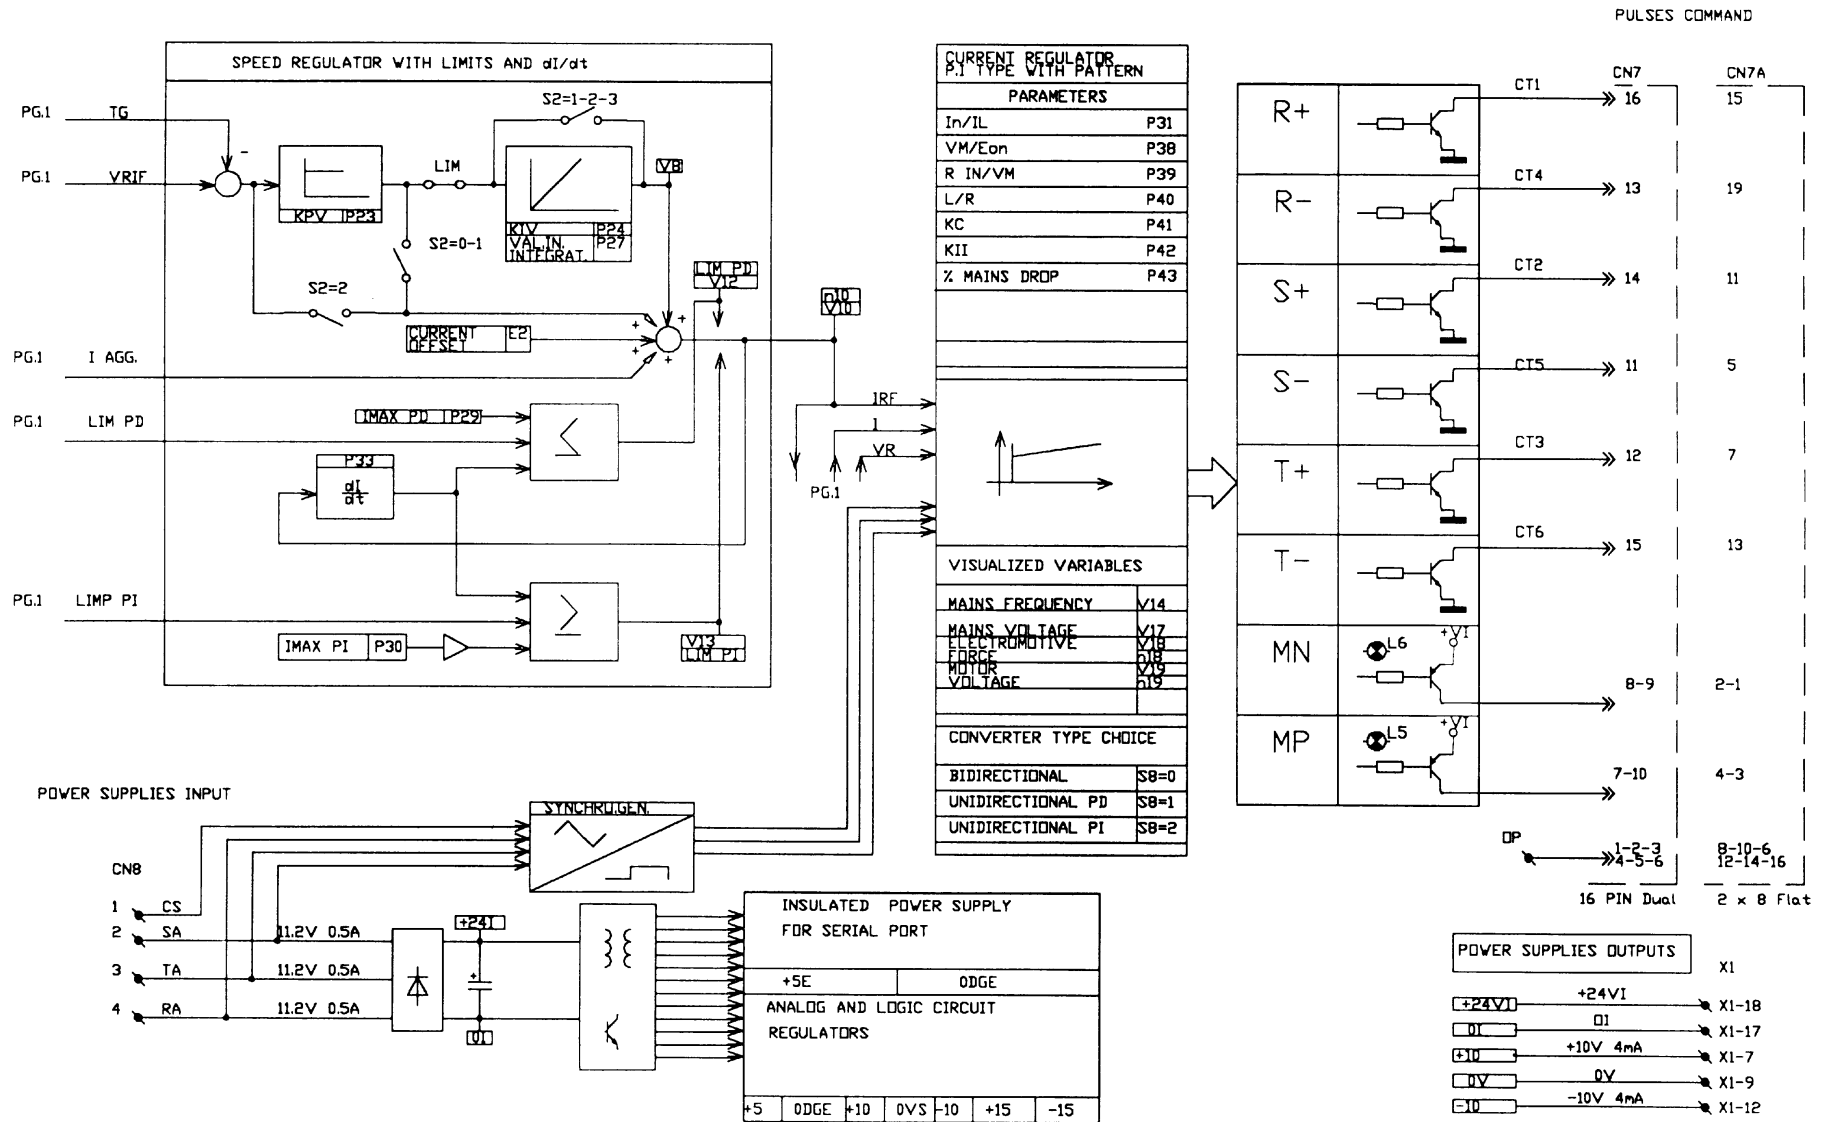 PULSES COMMAND
SPEED REGULATOR WITH LIMITS AND dI/dt
PG.1 TG
PG.1 VRIF
-
S2=1-2-3
LIM
V8
KPV P23
KIV P24
VAL.IN. P27
INTEGRAT.
S2=0-1
S2=2
CURRENT E2
OFFSET
+
+
+
+
LIM PD
V12
n10
V10
PG.1 I AGG.
PG.1 LIM PD
IMAX PD P29
≤
P33
dI
dt
PG.1 LIMP PI
IMAX PI P30
≥
V13
LIM PI
IRF
I
VR
PG.1
CURRENT REGULATOR
P.I TYPE WITH PATTERN
PARAMETERS
In/IL P31
VM/Eon P38
R IN/VM P39
L/R P40
KC P41
KII P42
% MAINS DROP P43
VISUALIZED VARIABLES
MAINS FREQUENCY V14
MAINS VOLTAGE V17
ELECTROMOTIVE V18
FORCE n18
MOTOR V19
VOLTAGE n19
CONVERTER TYPE CHOICE
BIDIRECTIONAL S8=0
UNIDIRECTIONAL PD S8=1
UNIDIRECTIONAL PI S8=2
CN7 CN7A
R+ CT1 16 15
R- CT4 13 19
S+ CT2 14 11
S- CT5 11 5
T+ CT3 12 7
T- CT6 15 13
MN L6 +VI 8-9 2-1
MP L5 +VI 7-10 4-3
0P 1-2-3 8-10-6
4-5-6 12-14-16
16 PIN Dual 2 x 8 Flat
POWER SUPPLIES INPUT
SYNCHRO.GEN.
CN8
1 CS
2 SA 11.2V 0.5A
3 TA 11.2V 0.5A
4 RA 11.2V 0.5A
+24I
+
0I
INSULATED POWER SUPPLY
FOR SERIAL PORT
+5E 0DGE
ANALOG AND LOGIC CIRCUIT
REGULATORS
+5 0DGE +10 0VS -10 +15 -15
POWER SUPPLIES OUTPUTS
X1
+24VI +24VI X1-18
0I 0I X1-17
+10 +10V 4mA X1-7
0V 0V X1-9
-10 -10V 4mA X1-12